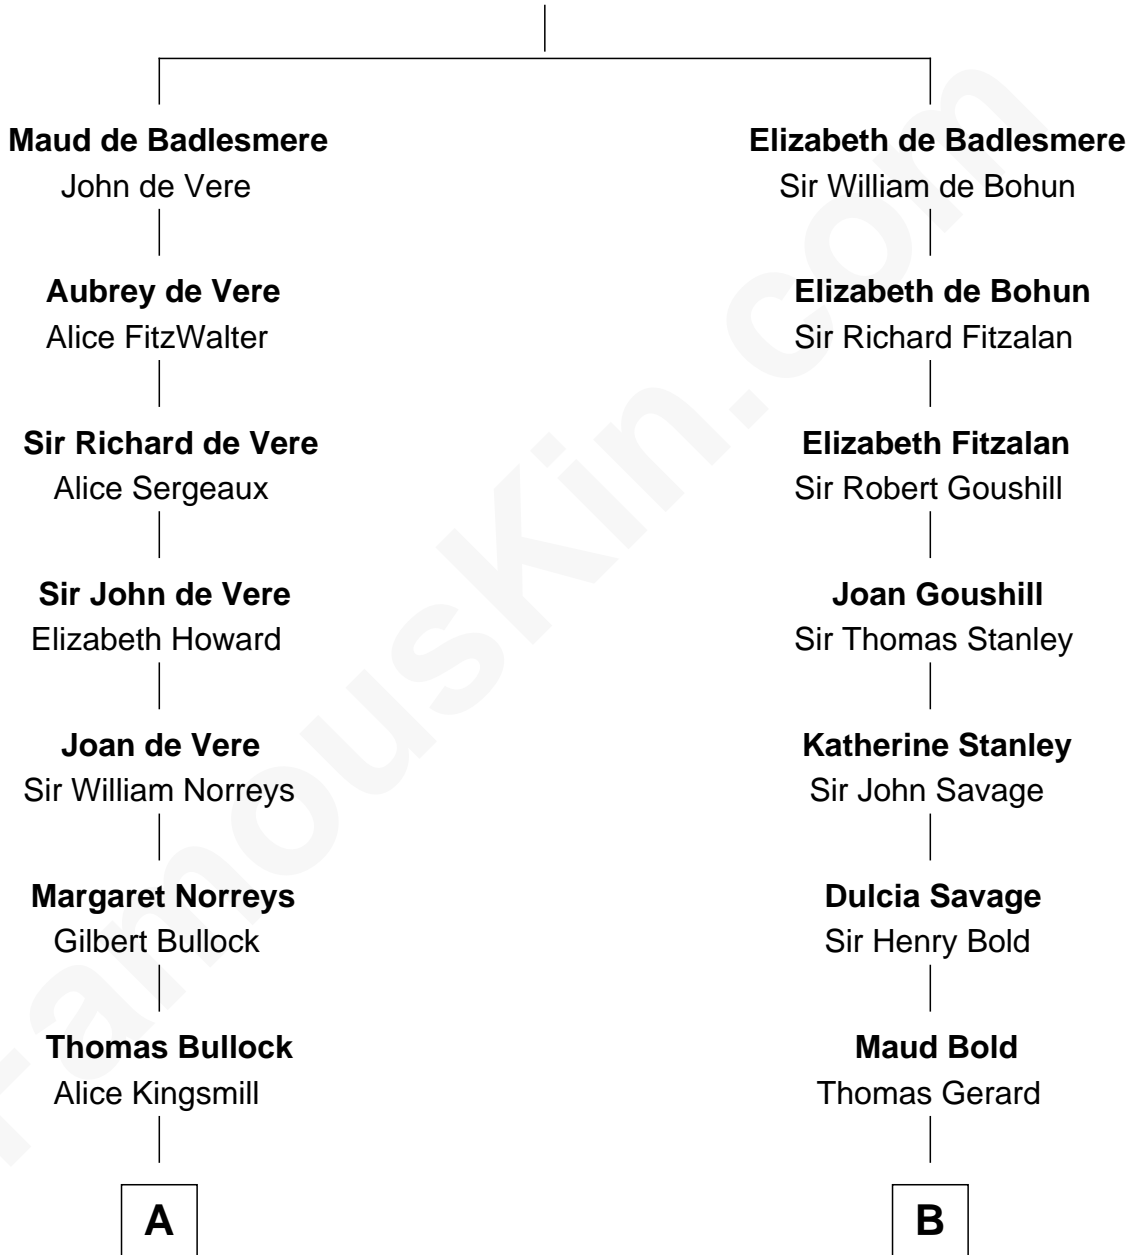 Maud de Badlesmere
John de Vere
Elizabeth de Badlesmere
Sir William de Bohun
Aubrey de Vere
Alice FitzWalter
Elizabeth de Bohun
Sir Richard Fitzalan
Sir Richard de Vere
Alice Sergeaux
Elizabeth Fitzalan
Sir Robert Goushill
Sir John de Vere
Elizabeth Howard
Joan Goushill
Sir Thomas Stanley
Joan de Vere
Sir William Norreys
Katherine Stanley
Sir John Savage
Margaret Norreys
Gilbert Bullock
Dulcia Savage
Sir Henry Bold
Thomas Bullock
Alice Kingsmill
Maud Bold
Thomas Gerard
A
B
FamousKin.com